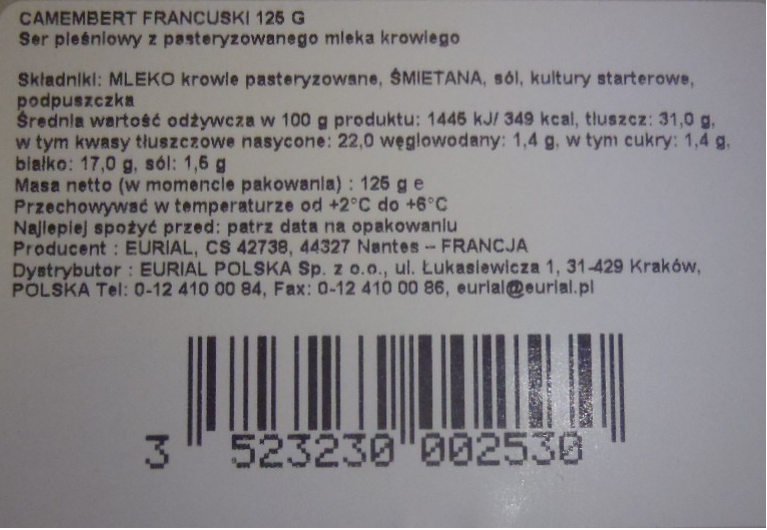 CAMEMBERT FRANCUSKI 125 G
Ser pleśniowy z pasteryzowanego mleka krowiego
Składniki: MLEKO krowie pasteryzowane, ŚMIETANA, sól, kultury starterowe,
podpuszczka
Średnia wartość odżywcza w 100 g produktu: 1445 kJ/ 349 kcal, tłuszcz: 31,0 g,
w tym kwasy tłuszczowe nasycone: 22,0 węglowodany: 1,4 g, w tym cukry: 1,4 g,
białko: 17,0 g, sól: 1,5 g
Masa netto (w momencie pakowania) : 125 g e
Przechowywać w temperaturze od +2°C do +6°C
Najlepiej spożyć przed: patrz data na opakowaniu
Producent : EURIAL, CS 42738, 44327 Nantes – FRANCJA
Dystrybutor : EURIAL POLSKA Sp. z o.o., ul. Łukasiewicza 1, 31-429 Kraków,
POLSKA Tel: 0-12 410 00 84, Fax: 0-12 410 00 86, eurial@eurial.pl
3 523230 002530